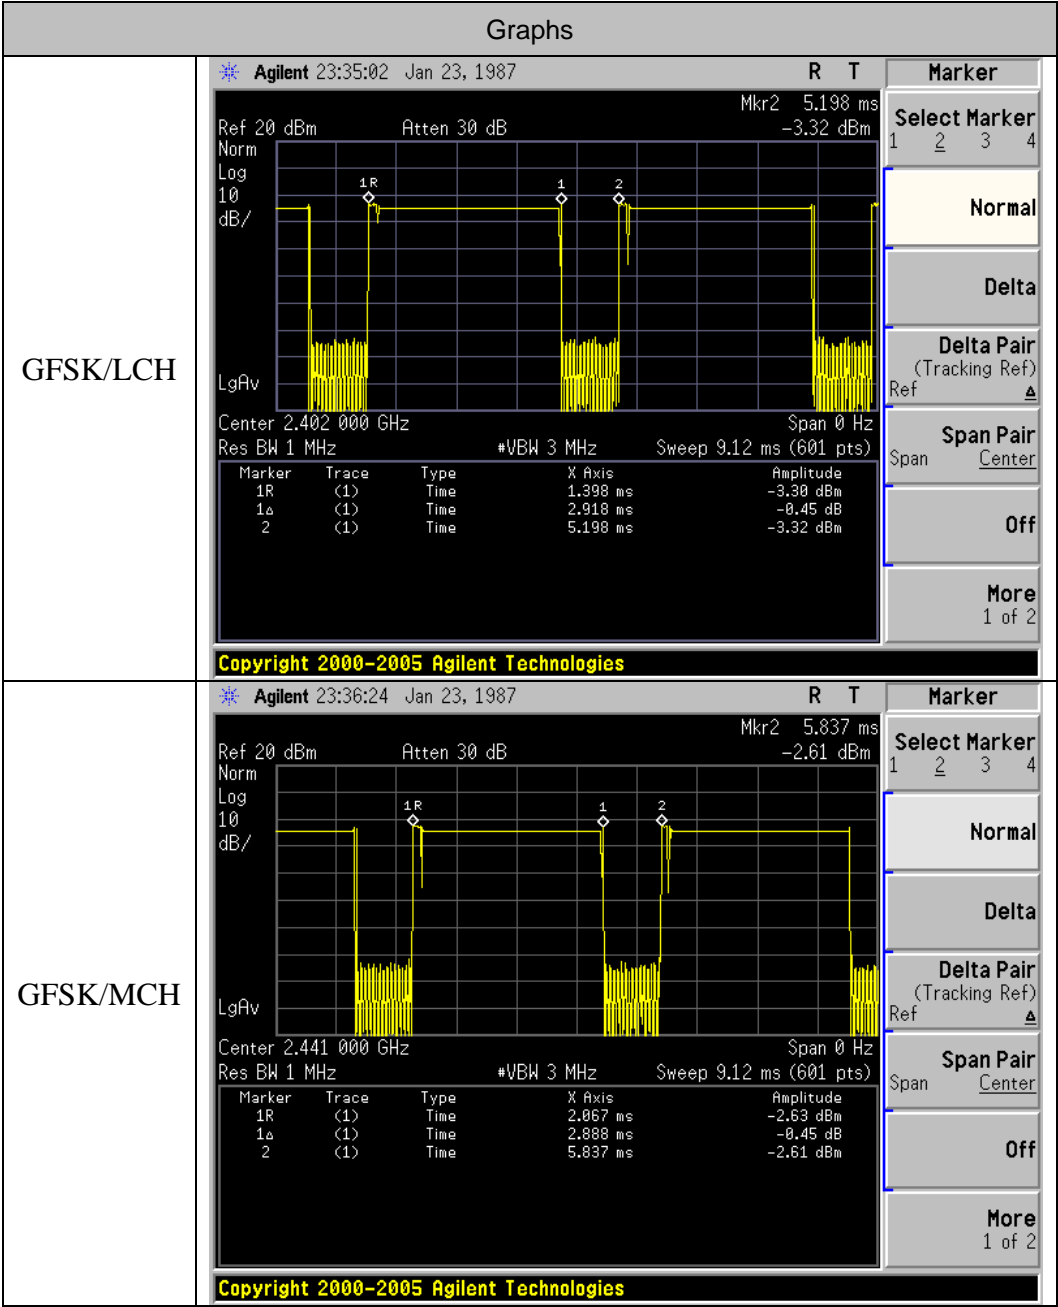 Graphs
GFSK/LCH
Agilent 23:35:02 Jan 23, 1987 R T
Mkr2 5.198 ms
Ref 20 dBm Atten 30 dB -3.32 dBm
Norm
Log
10
dB/
1R 1 2
LgAv
Center 2.402 000 GHz Span 0 Hz
Res BW 1 MHz #VBW 3 MHz Sweep 9.12 ms (601 pts)
Marker Trace Type X Axis Amplitude
1R (1) Time 1.398 ms -3.30 dBm
1Δ (1) Time 2.918 ms -0.45 dB
2 (1) Time 5.198 ms -3.32 dBm
Copyright 2000-2005 Agilent Technologies
Marker
Select Marker
1 2 3 4
Normal
Delta
Delta Pair
(Tracking Ref)
Ref Δ
Span Pair
Span Center
Off
More
1 of 2
GFSK/MCH
Agilent 23:36:24 Jan 23, 1987 R T
Mkr2 5.837 ms
Ref 20 dBm Atten 30 dB -2.61 dBm
Norm
Log
10
dB/
1R 1 2
LgAv
Center 2.441 000 GHz Span 0 Hz
Res BW 1 MHz #VBW 3 MHz Sweep 9.12 ms (601 pts)
Marker Trace Type X Axis Amplitude
1R (1) Time 2.067 ms -2.63 dBm
1Δ (1) Time 2.888 ms -0.45 dB
2 (1) Time 5.837 ms -2.61 dBm
Copyright 2000-2005 Agilent Technologies
Marker
Select Marker
1 2 3 4
Normal
Delta
Delta Pair
(Tracking Ref)
Ref Δ
Span Pair
Span Center
Off
More
1 of 2